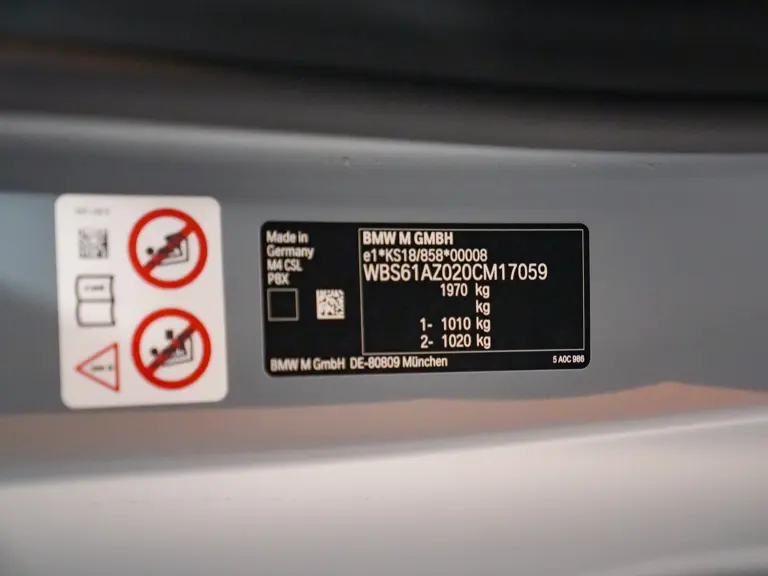 Made in
Germany
M4 CSL
PBX
BMW M GMBH
e1*KS18/858*00008
WBS61AZ020CM17059
1970 kg
kg
1- 1010 kg
2- 1020 kg
BMW M GmbH DE-80809 München
5 A0C 986